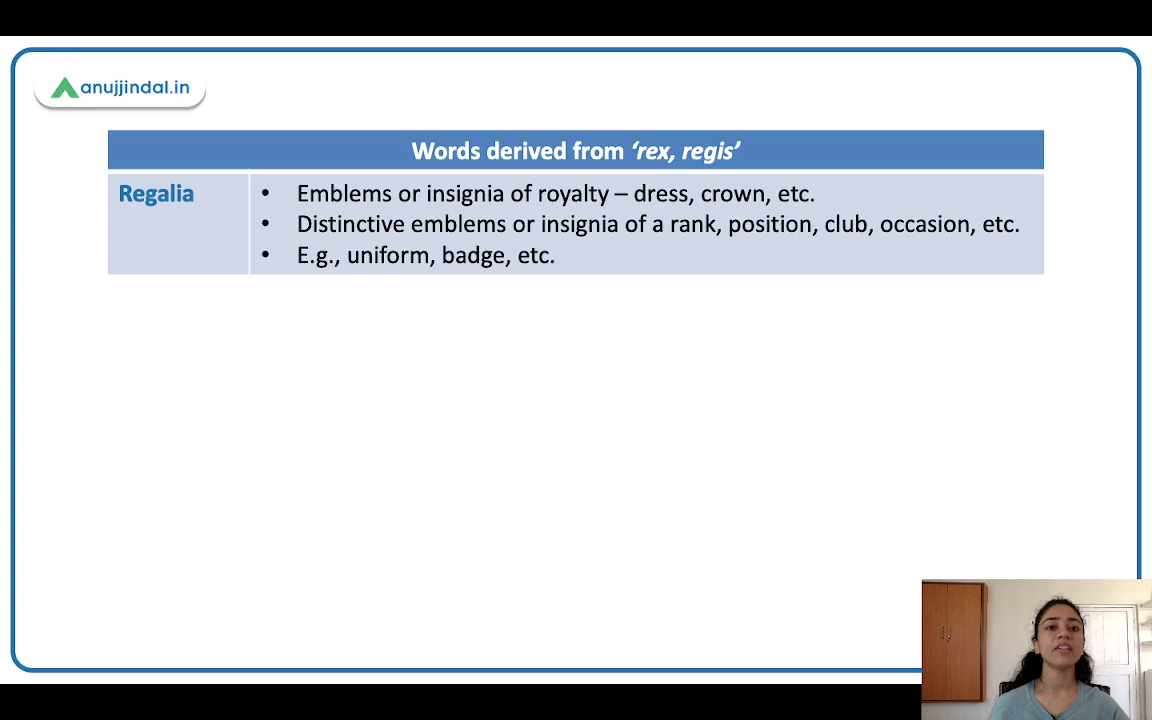 anujjindal.in
Words derived from ‘rex, regis’
Regalia
• Emblems or insignia of royalty – dress, crown, etc.
• Distinctive emblems or insignia of a rank, position, club, occasion, etc.
• E.g., uniform, badge, etc.